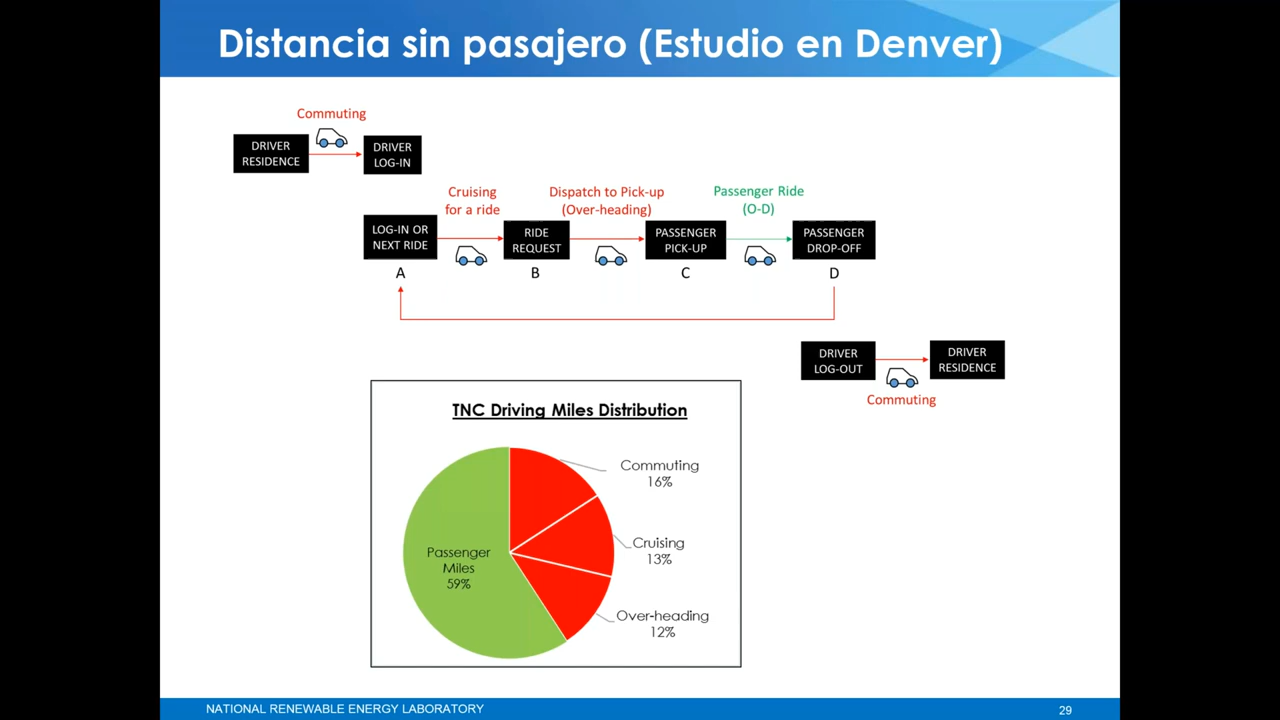 Distancia sin pasajero (Estudio en Denver)
Commuting
DRIVER
RESIDENCE
DRIVER
LOG-IN
Cruising
for a ride
Dispatch to Pick-up
(Over-heading)
Passenger Ride
(O-D)
LOG-IN OR
NEXT RIDE
RIDE
REQUEST
PASSENGER
PICK-UP
PASSENGER
DROP-OFF
A
B
C
D
DRIVER
LOG-OUT
DRIVER
RESIDENCE
Commuting
TNC Driving Miles Distribution
Commuting
16%
Cruising
13%
Over-heading
12%
Passenger
Miles
59%
NATIONAL RENEWABLE ENERGY LABORATORY
29